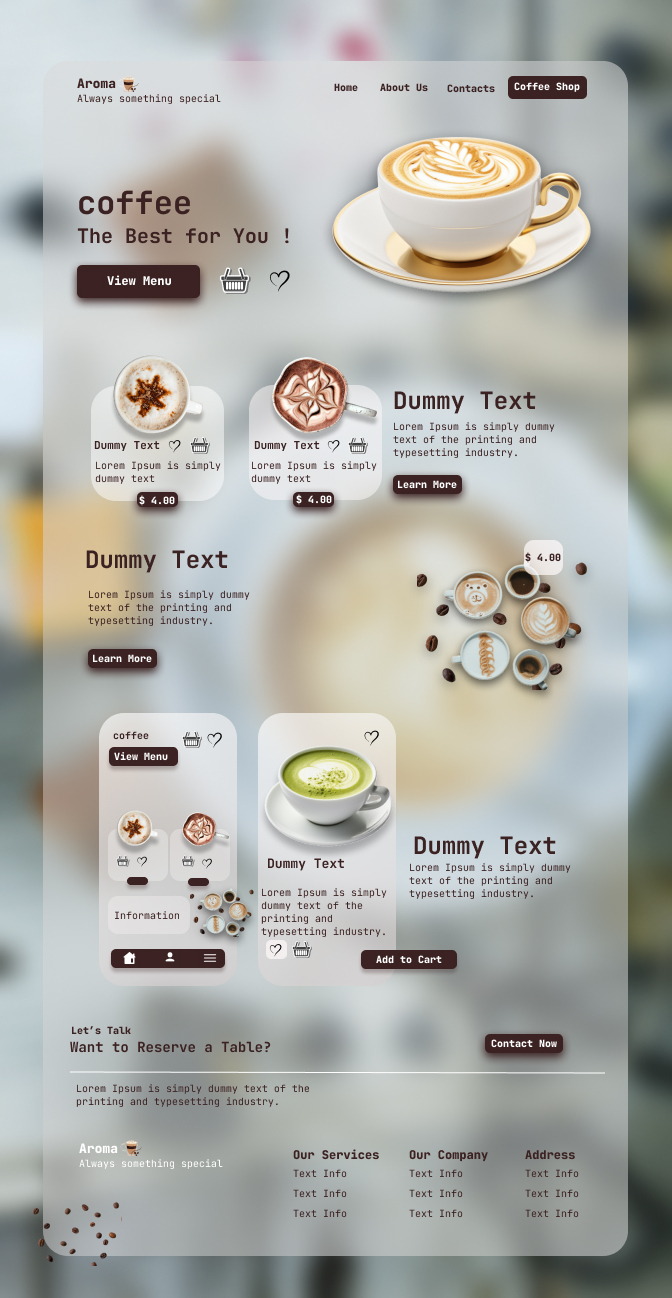 Aroma
Always something special
Home About Us Contacts Coffee Shop
coffee
The Best for You !
View Menu
Dummy Text
Lorem Ipsum is simply
dummy text
$ 4.00
Dummy Text
Lorem Ipsum is simply
dummy text
$ 4.00
Dummy Text
Lorem Ipsum is simply dummy
text of the printing and
typesetting industry.
Learn More
Dummy Text
Lorem Ipsum is simply dummy
text of the printing and
typesetting industry.
Learn More
$ 4.00
coffee
View Menu
Information
Dummy Text
Lorem Ipsum is simply
dummy text of the
printing and
typesetting industry.
Add to Cart
Dummy Text
Lorem Ipsum is simply dummy
text of the printing and
typesetting industry.
Let's Talk
Want to Reserve a Table?
Contact Now
Lorem Ipsum is simply dummy text of the
printing and typesetting industry.
Aroma
Always something special
Our Services
Text Info
Text Info
Text Info
Our Company
Text Info
Text Info
Text Info
Address
Text Info
Text Info
Text Info